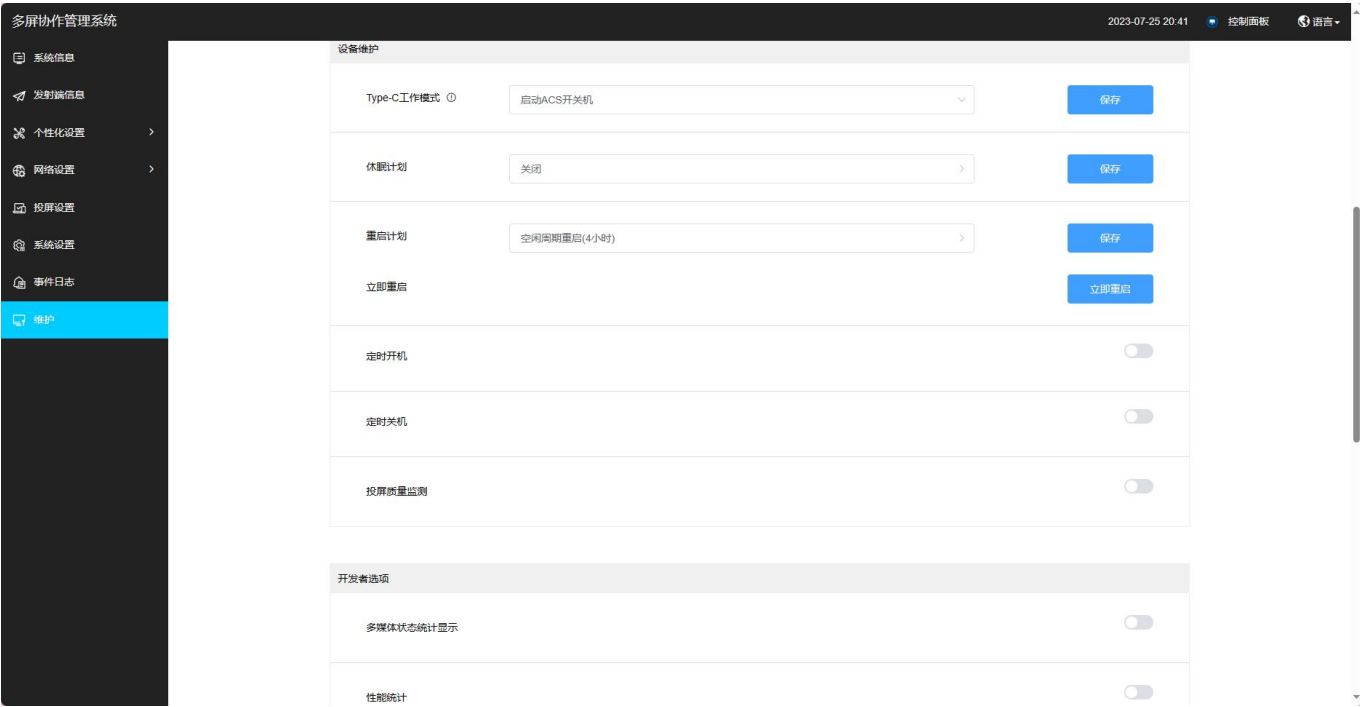 多屏协作管理系统
2023-07-25 20:41 控制面板 语言
系统信息
发射端信息
个性化设置
网络设置
投屏设置
系统设置
事件日志
维护
设备维护
Type-C工作模式 启动ACS开关机 保存
休眠计划 关闭 保存
重启计划 空闲周期重启(4小时) 保存
立即重启 立即重启
定时开机
定时关机
投屏质量监测
开发者选项
多媒体状态统计显示
性能统计